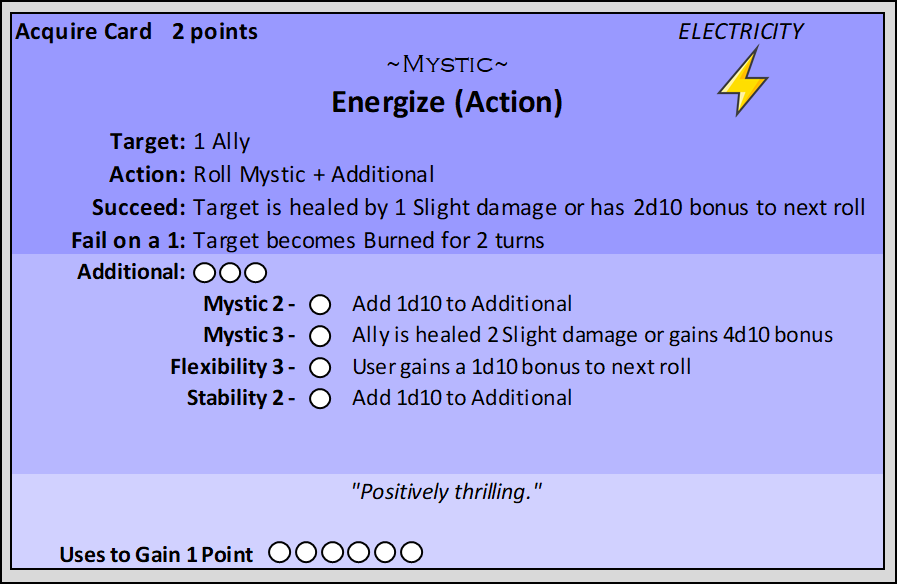 Acquire Card 2 points ELECTRICITY
~Mystic~
Energize (Action)
Target: 1 Ally
Action: Roll Mystic + Additional
Succeed: Target is healed by 1 Slight damage or has 2d10 bonus to next roll
Fail on a 1: Target becomes Burned for 2 turns
Additional:
Mystic 2 - Add 1d10 to Additional
Mystic 3 - Ally is healed 2 Slight damage or gains 4d10 bonus
Flexibility 3 - User gains a 1d10 bonus to next roll
Stability 2 - Add 1d10 to Additional
"Positively thrilling."
Uses to Gain 1 Point